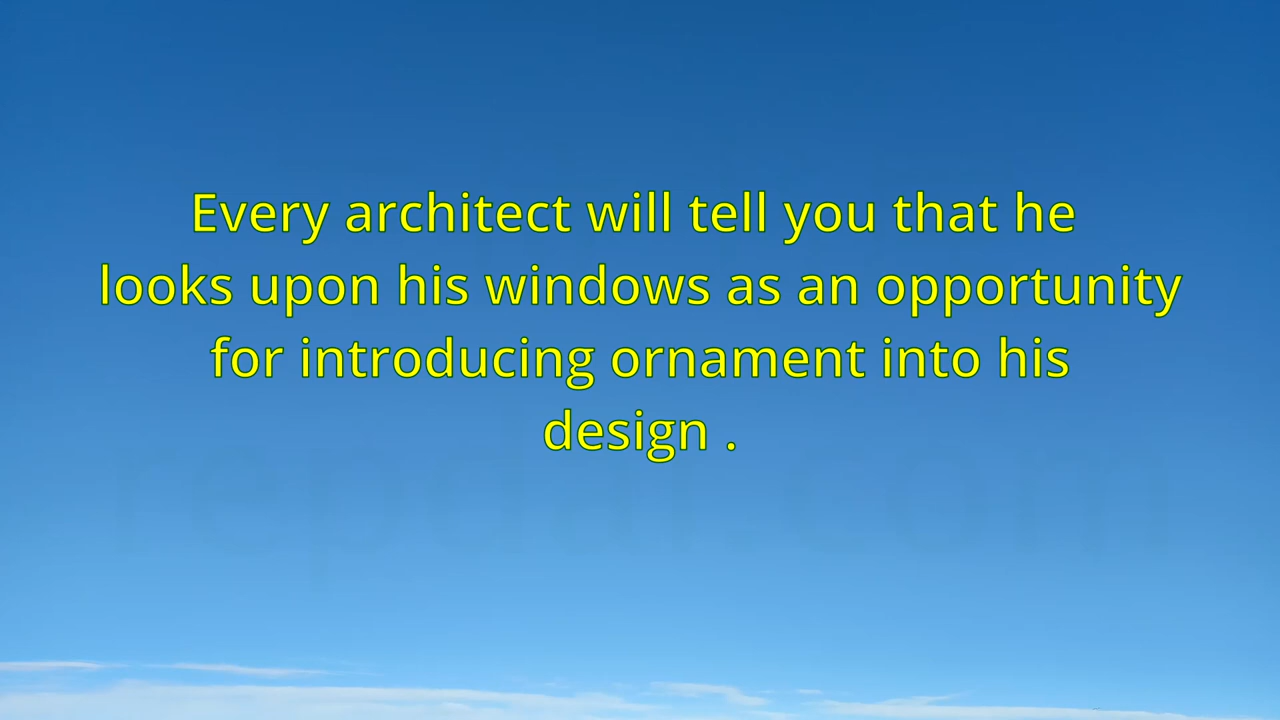 Every architect will tell you that he
looks upon his windows as an opportunity
for introducing ornament into his
design .